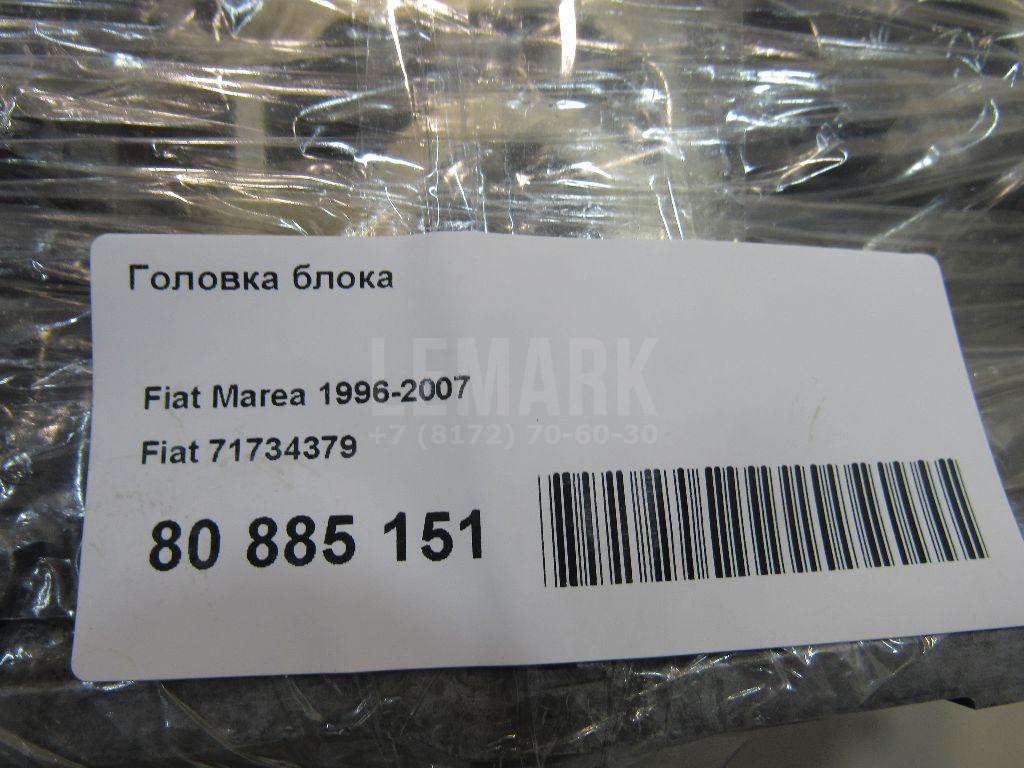 Головка блока
LEMARK
Fiat Marea 1996-2007
+7 (8172) 70-60-30
Fiat 71734379
80 885 151